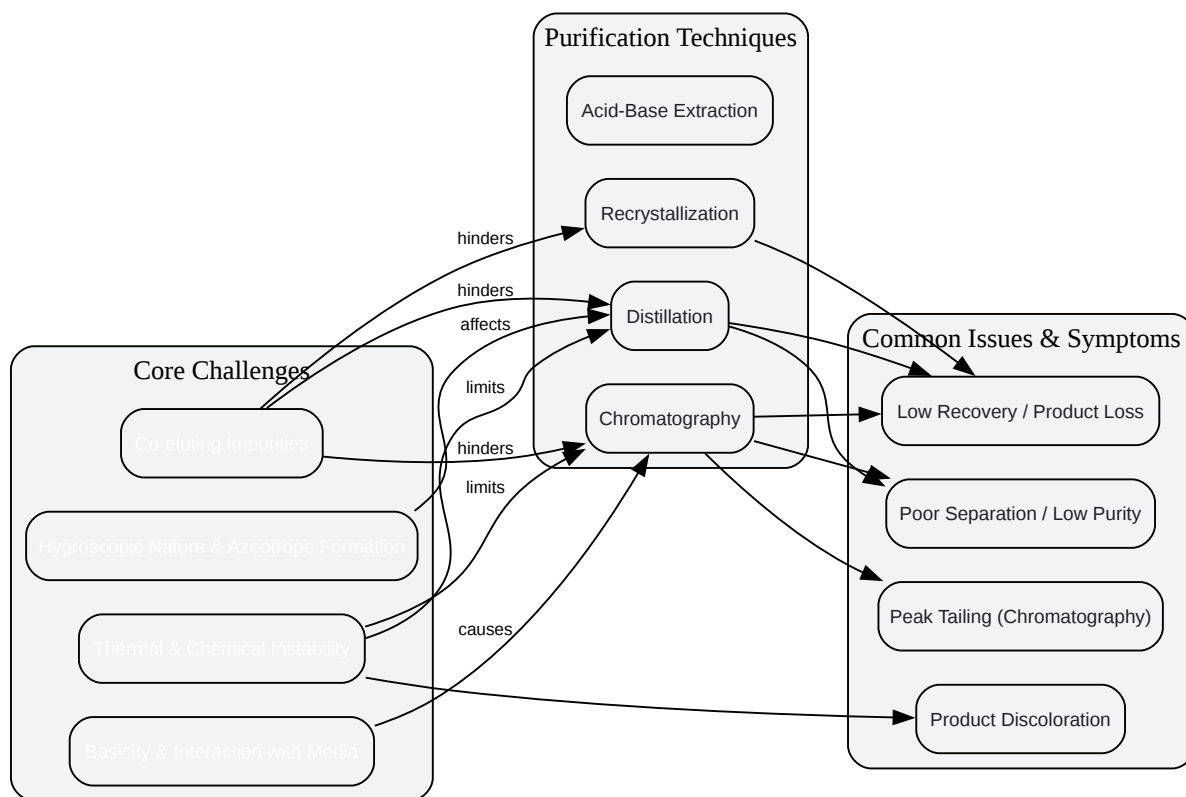 Purification Techniques
Acid-Base Extraction
Recrystallization
Distillation
Chromatography
Core Challenges
Co-eluting Impurities
Hygroscopic Nature & Azeotrope Formation
Thermal & Chemical Instability
Basicity & Interaction with Media
hinders
hinders
affects
limits
hinders
limits
causes
Common Issues & Symptoms
Low Recovery / Product Loss
Poor Separation / Low Purity
Peak Tailing (Chromatography)
Product Discoloration